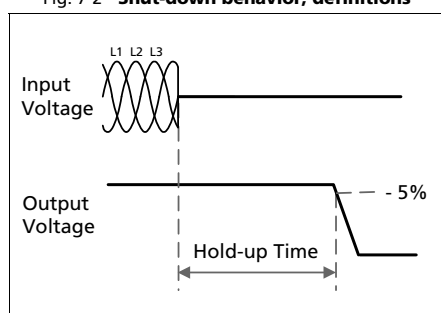 Fig. 7-2 Shut-down behavior, definitions
L1 L2 L3
Input
Voltage
Output
Voltage
- 5%
Hold-up Time